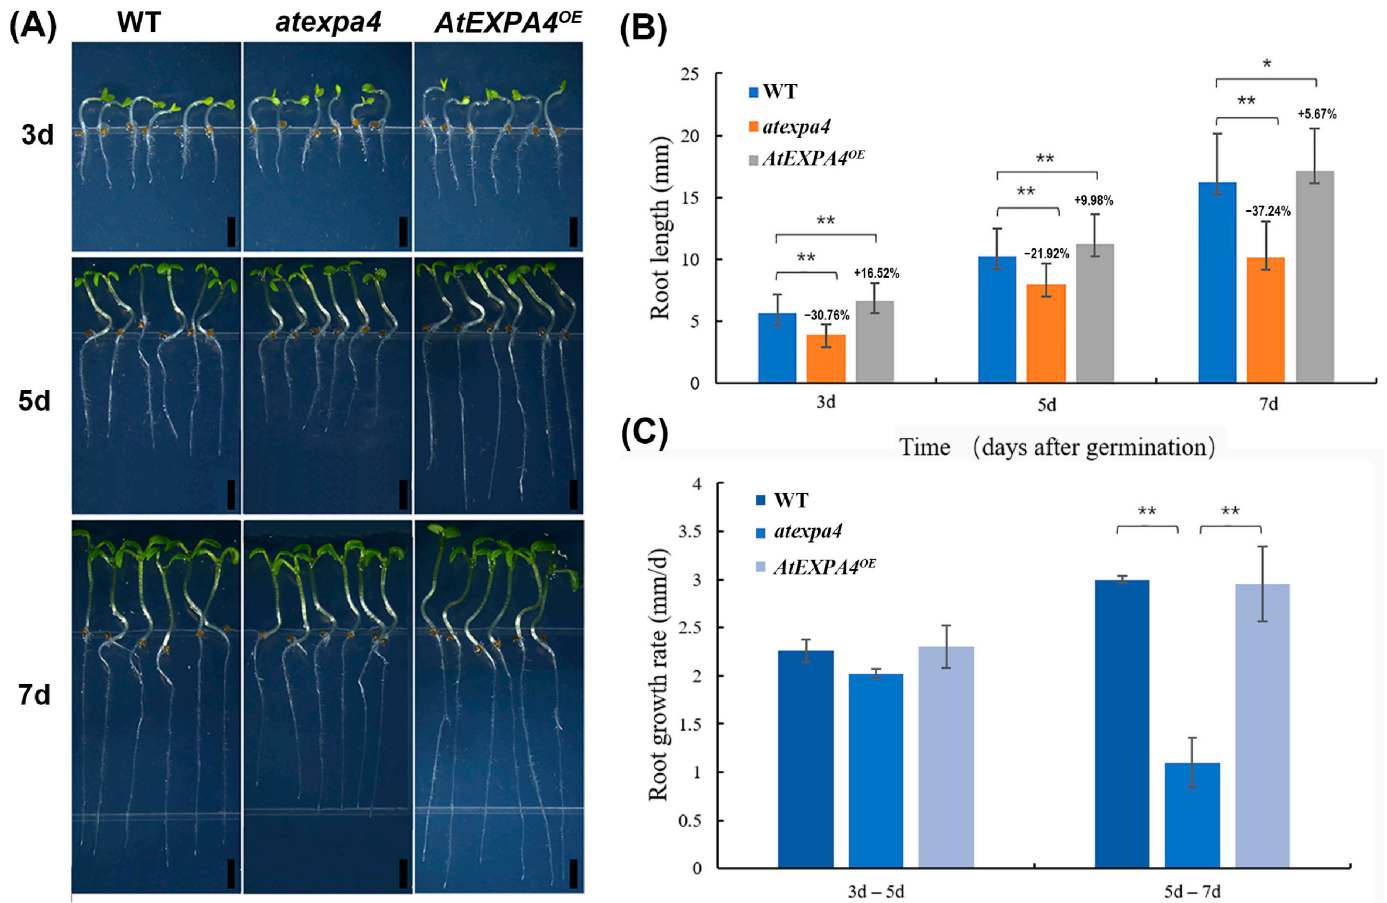 (A)
WT
atexpa4
AtEXPA4OE
3d
5d
7d
(B)
Root length (mm)
25
20
15
10
5
0
WT
atexpa4
AtEXPA4OE
**
**
−30.76%
+16.52%
**
**
−21.92%
+9.98%
*
**
−37.24%
+5.67%
3d
5d
7d
Time (days after germination)
(C)
Root growth rate (mm/d)
4
3.5
3
2.5
2
1.5
1
0.5
0
WT
atexpa4
AtEXPA4OE
**
**
3d – 5d
5d – 7d